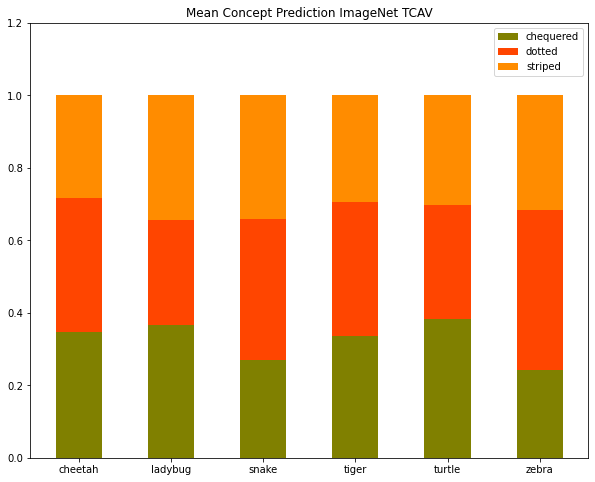 Mean Concept Prediction ImageNet TCAV
chequered
dotted
striped
1.2
1.0
0.8
0.6
0.4
0.2
0.0
cheetah ladybug snake tiger turtle zebra